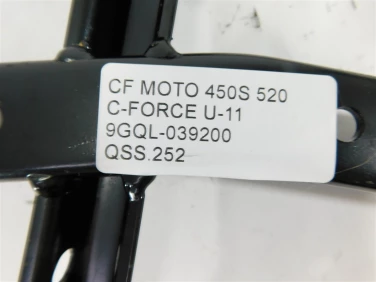 CF MOTO 450S 520
C-FORCE U-11
9GQL-039200
QSS.252